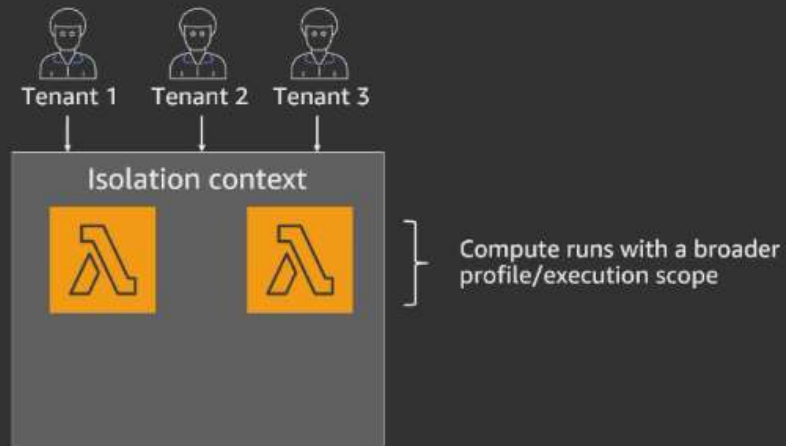 Tenant 1 Tenant 2 Tenant 3
Isolation context
Compute runs with a broader
profile/execution scope